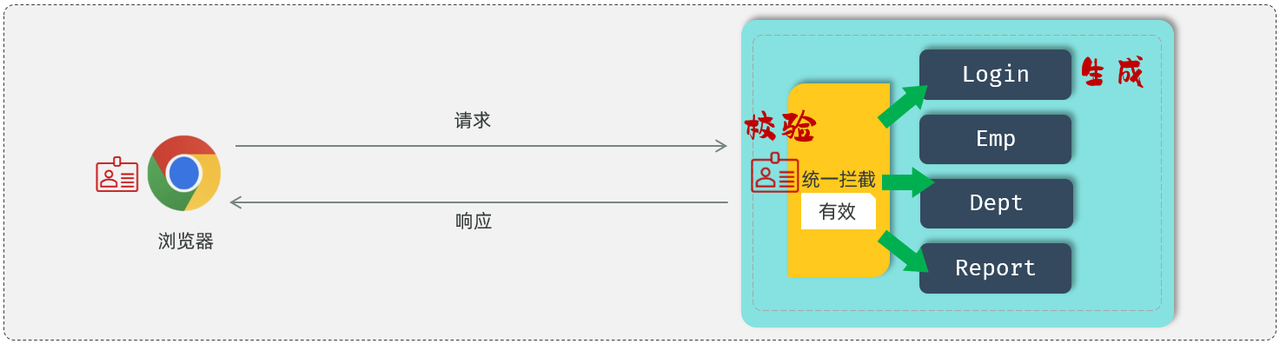 请求
响应
浏览器
校验
统一拦截
有效
Login
生成
Emp
Dept
Report